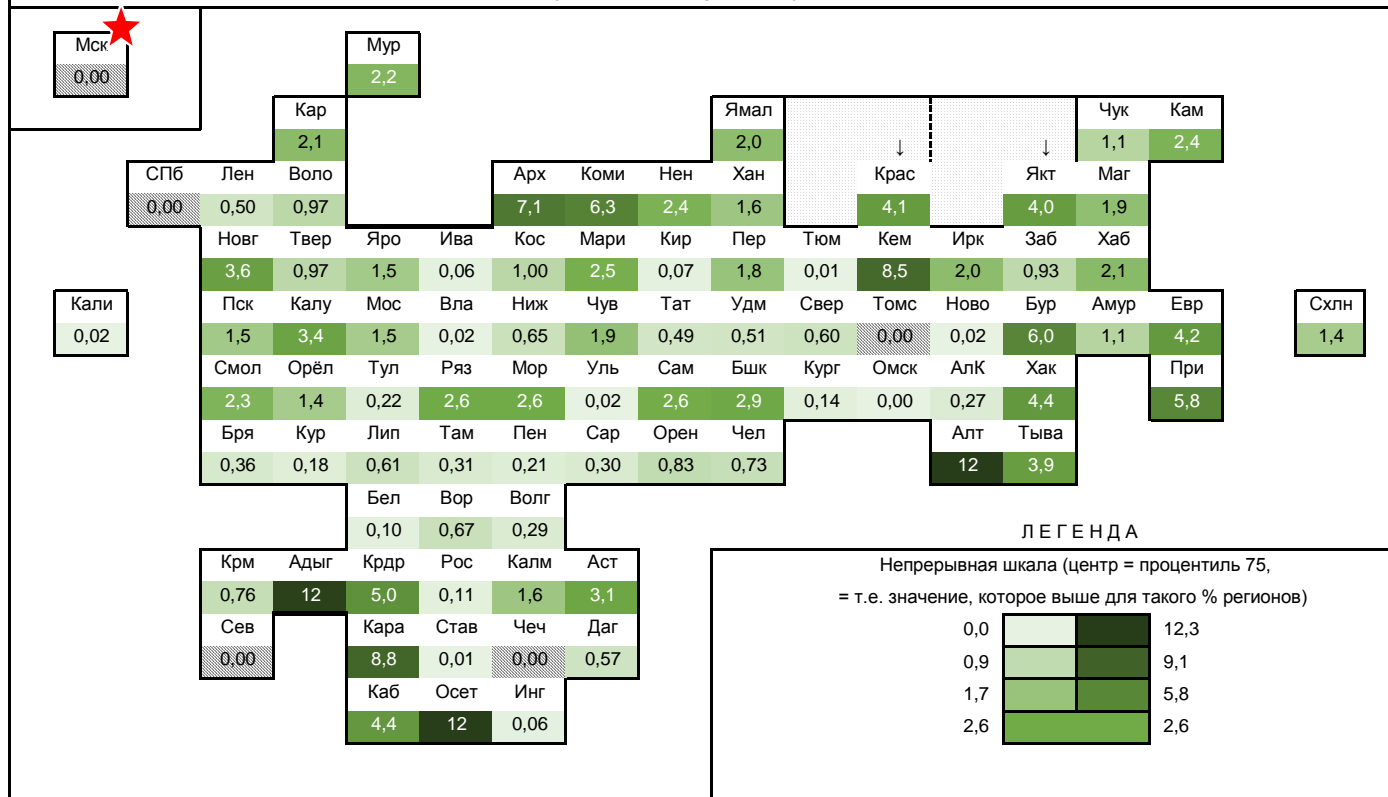 Мск Мур
0,00 2,2
Кар Ямал Чук Кам
2,1 2,0 ↓ ↓ 1,1 2,4
СПб Лен Воло Арх Коми Нен Хан Крас Якт Маг
0,00 0,50 0,97 7,1 6,3 2,4 1,6 4,1 4,0 1,9
Новг Твер Яро Ива Кос Мари Кир Пер Тюм Кем Ирк Заб Хаб
3,6 0,97 1,5 0,06 1,00 2,5 0,07 1,8 0,01 8,5 2,0 0,93 2,1
Кали Пск Калу Мос Вла Ниж Чув Тат Удм Свер Томс Ново Бур Амур Евр Схлн
0,02 1,5 3,4 1,5 0,02 0,65 1,9 0,49 0,51 0,60 0,00 0,02 6,0 1,1 4,2 1,4
Смол Орёл Тул Ряз Мор Уль Сам Бшк Кург Омск АлК Хак При
2,3 1,4 0,22 2,6 2,6 0,02 2,6 2,9 0,14 0,00 0,27 4,4 5,8
Бря Кур Лип Там Пен Сар Орен Чел Алт Тыва
0,36 0,18 0,61 0,31 0,21 0,30 0,83 0,73 12 3,9
Бел Вор Волг
0,10 0,67 0,29
ЛЕГЕНДА
Крм Адыг Крдр Рос Калм Аст
0,76 12 5,0 0,11 1,6 3,1
Сев Кара Став Чеч Даг
0,00 8,8 0,01 0,00 0,57
Каб Осет Инг
4,4 12 0,06
Непрерывная шкала (центр = процентиль 75,
= т.е. значение, которое выше для такого % регионов)
0,0 12,3
0,9 9,1
1,7 5,8
2,6 2,6